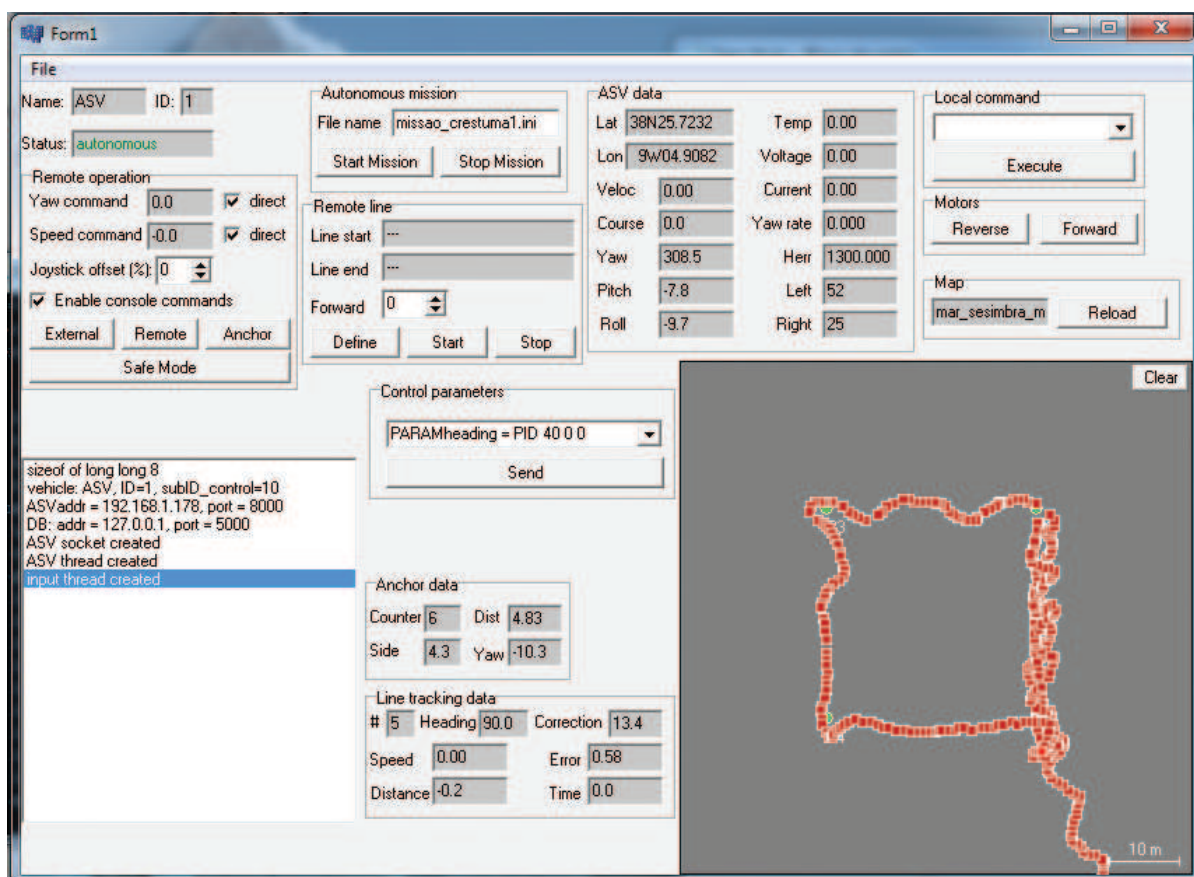 Form1
File
Name: ASV ID: 1
Status: autonomous
Remote operation
Yaw command 0.0 direct
Speed command -0.0 direct
Joystick offset (%): 0
Enable console commands
External Remote Anchor
Safe Mode
Autonomous mission
File name missao_crestuma1.ini
Start Mission Stop Mission
Remote line
Line start ---
Line end ---
Forward 0
Define Start Stop
ASV data
Lat 38N25.7232 Temp 0.00
Lon 9W04.9082 Voltage 0.00
Veloc 0.00 Current 0.00
Course 0.0 Yaw rate 0.000
Yaw 308.5 Herr 1300.000
Pitch -7.8 Left 52
Roll -9.7 Right 25
Local command
Execute
Motors
Reverse Forward
Map
mar_sesimbra_m Reload
Control parameters
PARAMheading = PID 40 0 0
Send
sizeof of long long 8
vehicle: ASV, ID=1, subID_control=10
ASVaddr = 192.168.1.178, port = 8000
DB: addr = 127.0.0.1, port = 5000
ASV socket created
ASV thread created
input thread created
Anchor data
Counter 6 Dist 4.83
Side 4.3 Yaw -10.3
Line tracking data
# 5 Heading 90.0 Correction 13.4
Speed 0.00 Error 0.58
Distance -0.2 Time 0.0
Clear
10 m